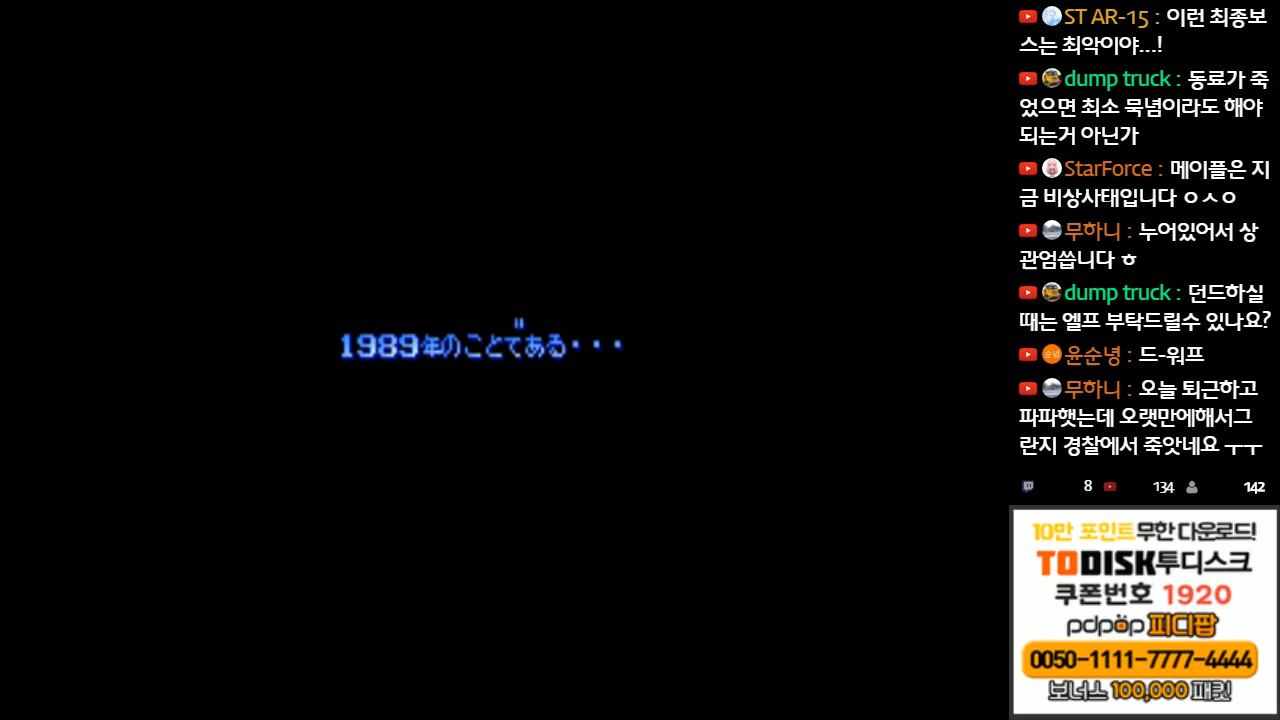 1989年のことである・・・
ST AR-15 : 이런 최종보
스는 최악이야...!
dump truck : 동료가 죽
었으면 최소 묵념이라도 해야
되는거 아닌가
StarForce : 메이플은 지
금 비상사태입니다 ㅇㅅㅇ
무하니 : 누어있어서 상
관엄씁니다 ㅎ
dump truck : 던드하실
때는 엘프 부탁드릴수 있나요?
윤순녕 : 드-워프
무하니 : 오늘 퇴근하고
파파햇는데 오랫만에해서그
란지 경찰에서 죽앗네요 ㅜㅜ
8 134 142
10만 포인트 무한 다운로드!
TODISK투디스크
쿠폰번호 1920
pdpop 피디팝
0050-1111-7777-4444
보너스 100,000 패킷